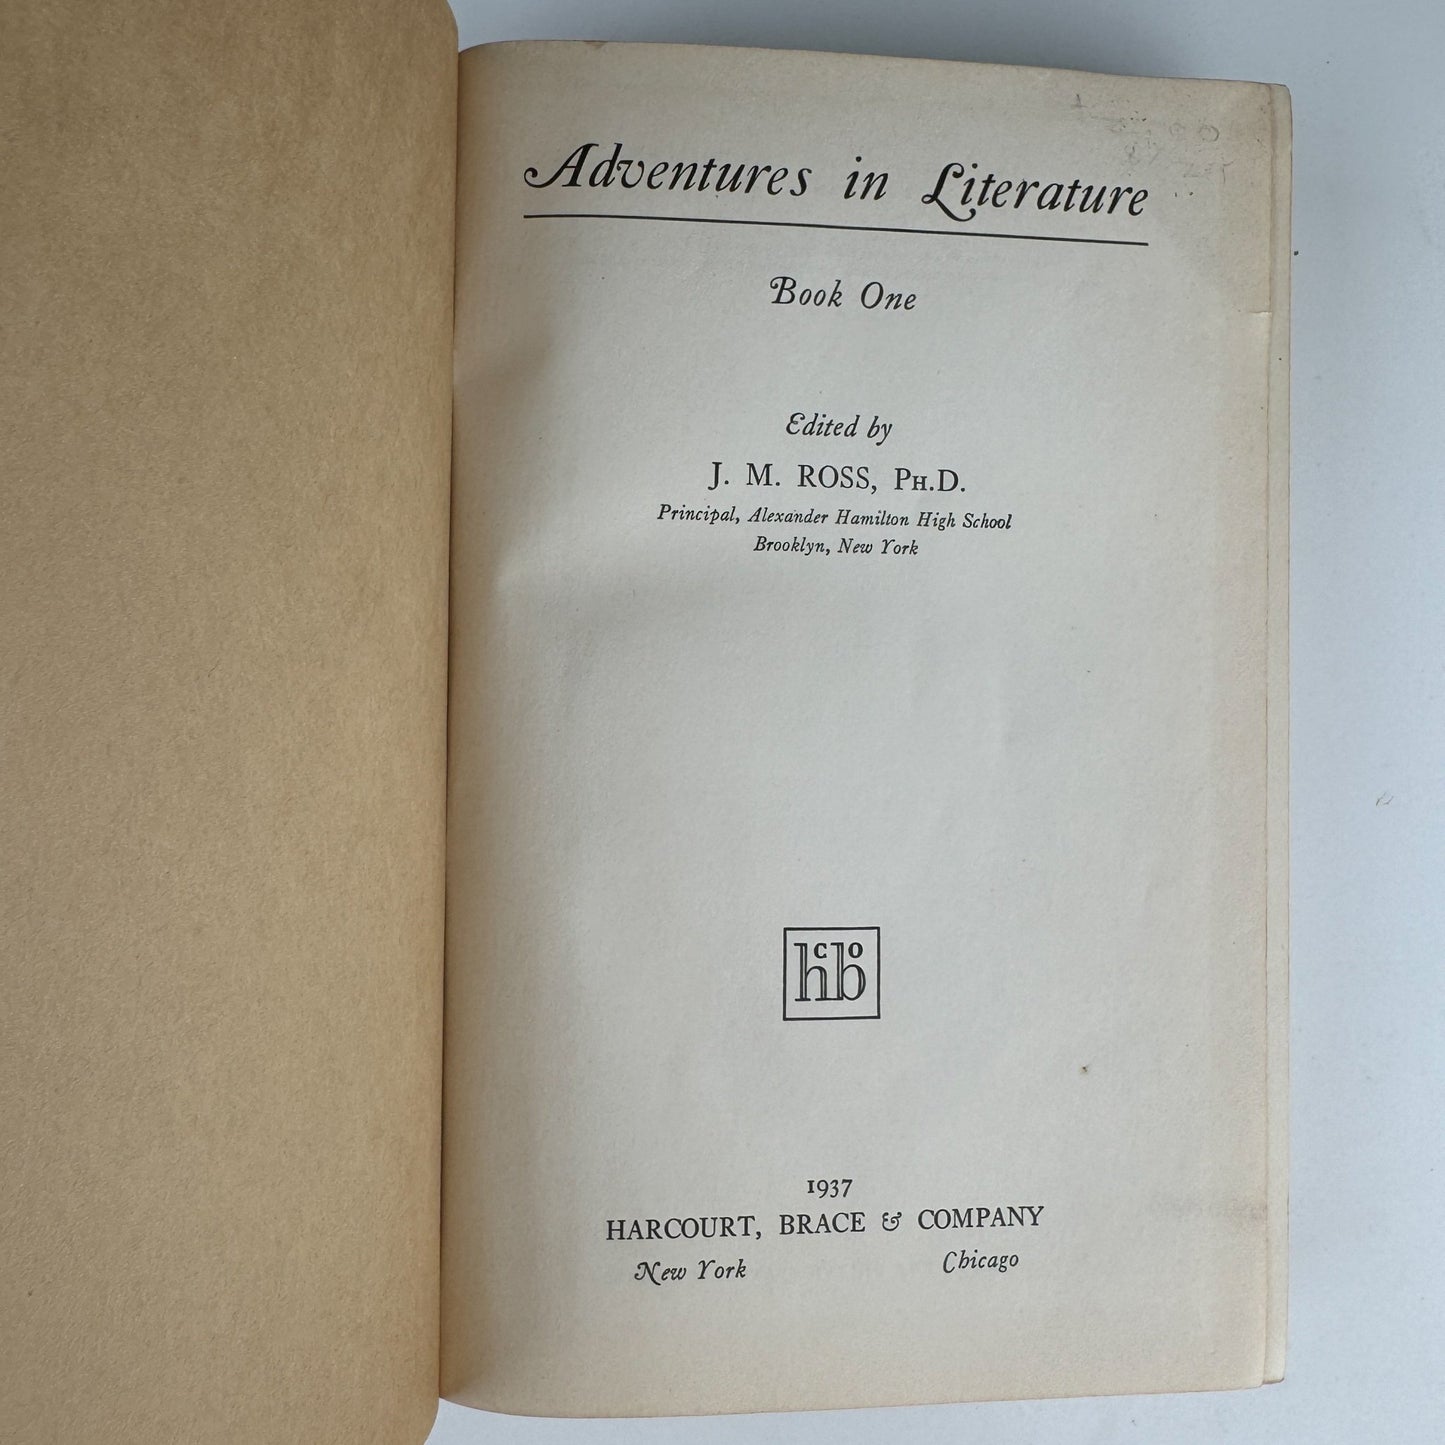 Adventures in Literature
Book One
Edited by
J. M. ROSS, PH.D.
Principal, Alexander Hamilton High School
Brooklyn, New York
hcbo
1937
HARCOURT, BRACE & COMPANY
New York Chicago